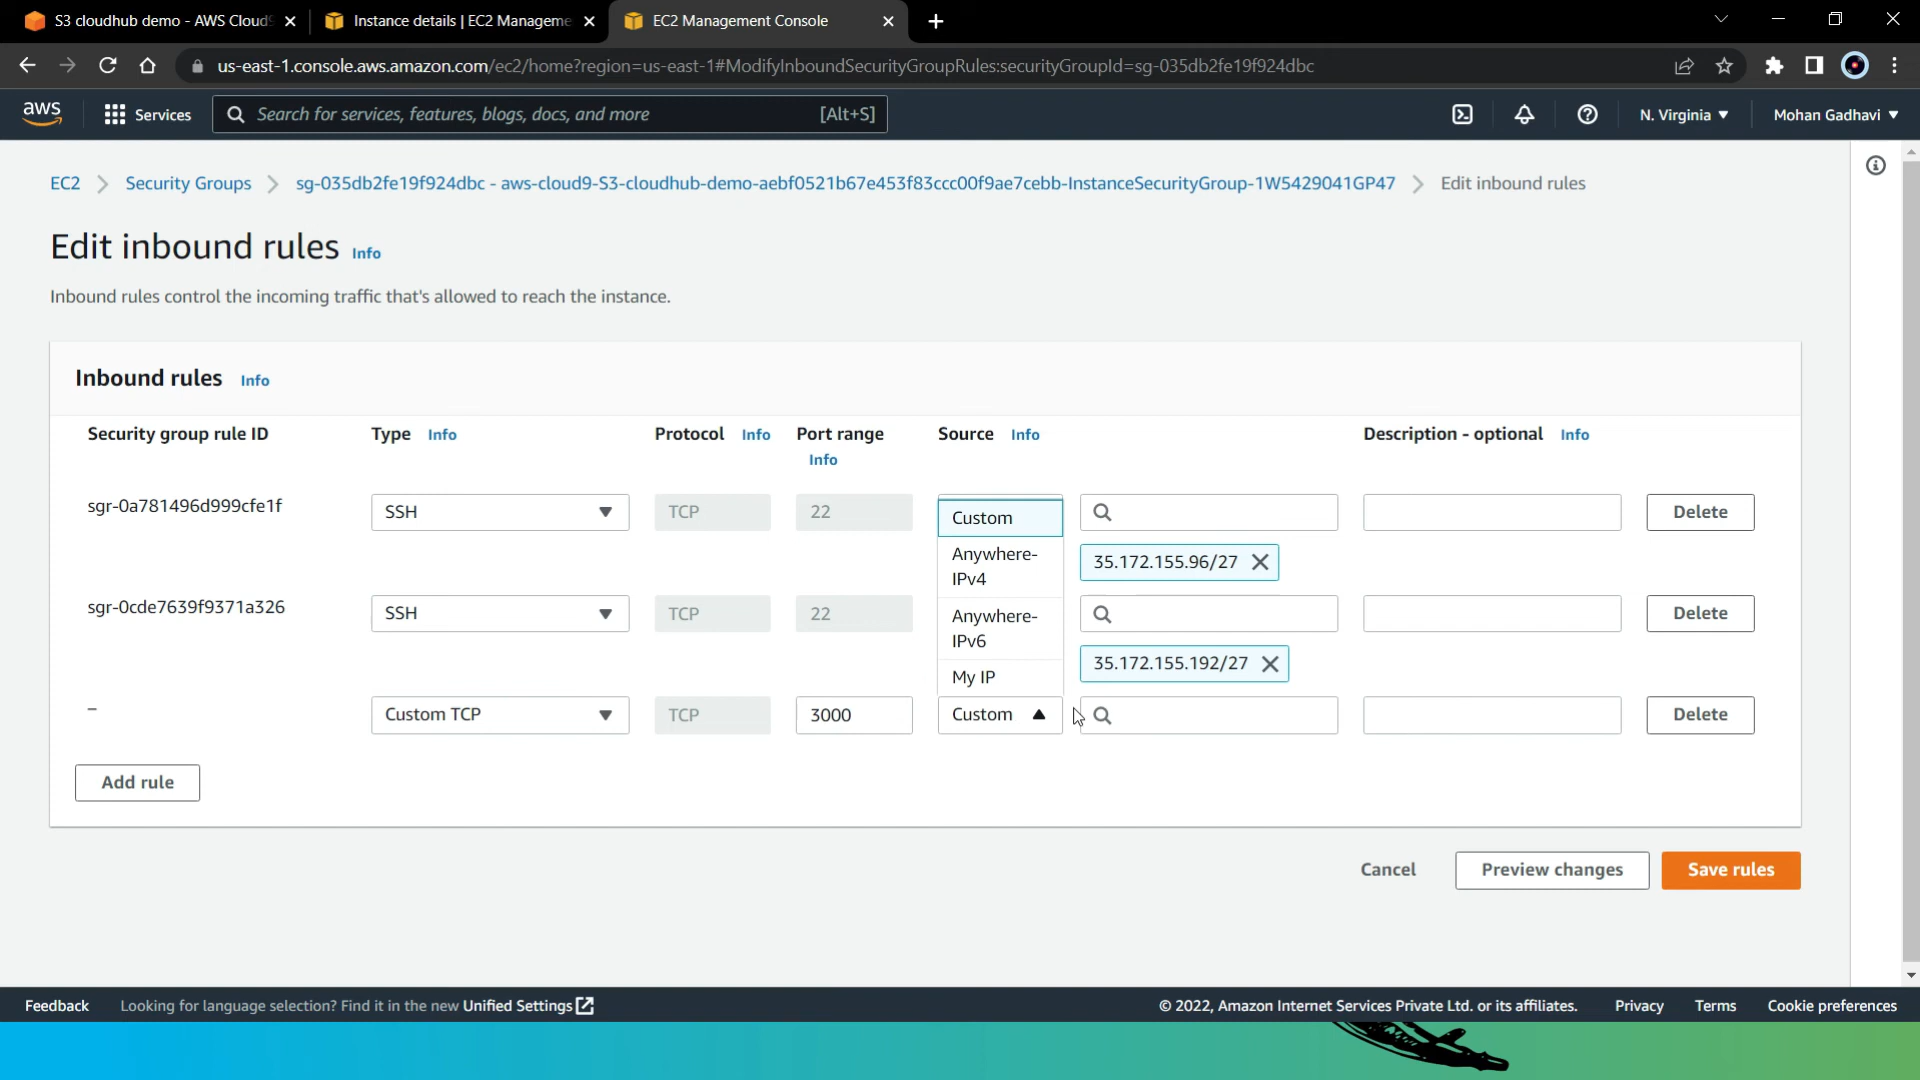 S3 cloudhub demo - AWS Cloud9
Instance details | EC2 Manageme
EC2 Management Console
us-east-1.console.aws.amazon.com/ec2/home?region=us-east-1#ModifyInboundSecurityGroupRules:securityGroupId=sg-035db2fe19f924dbc
aws
Services
Search for services, features, blogs, docs, and more
[Alt+S]
N. Virginia
Mohan Gadhavi
EC2
Security Groups
sg-035db2fe19f924dbc - aws-cloud9-S3-cloudhub-demo-aebf0521b67e453f83ccc00f9ae7cebb-InstanceSecurityGroup-1W5429041GP47
Edit inbound rules
Edit inbound rules Info
Inbound rules control the incoming traffic that's allowed to reach the instance.
Inbound rules Info
Security group rule ID
Type Info
Protocol Info
Port range
Info
Source Info
Description - optional Info
sgr-0a781496d999cfe1f
SSH
TCP
22
35.172.155.96/27
Delete
sgr-0cde7639f9371a326
SSH
TCP
22
35.172.155.192/27
Delete
Custom
Anywhere-
IPv4
Anywhere-
IPv6
My IP
–
Custom TCP
TCP
3000
Custom
Delete
Add rule
Cancel
Preview changes
Save rules
Feedback
Looking for language selection? Find it in the new Unified Settings
© 2022, Amazon Internet Services Private Ltd. or its affiliates.
Privacy
Terms
Cookie preferences